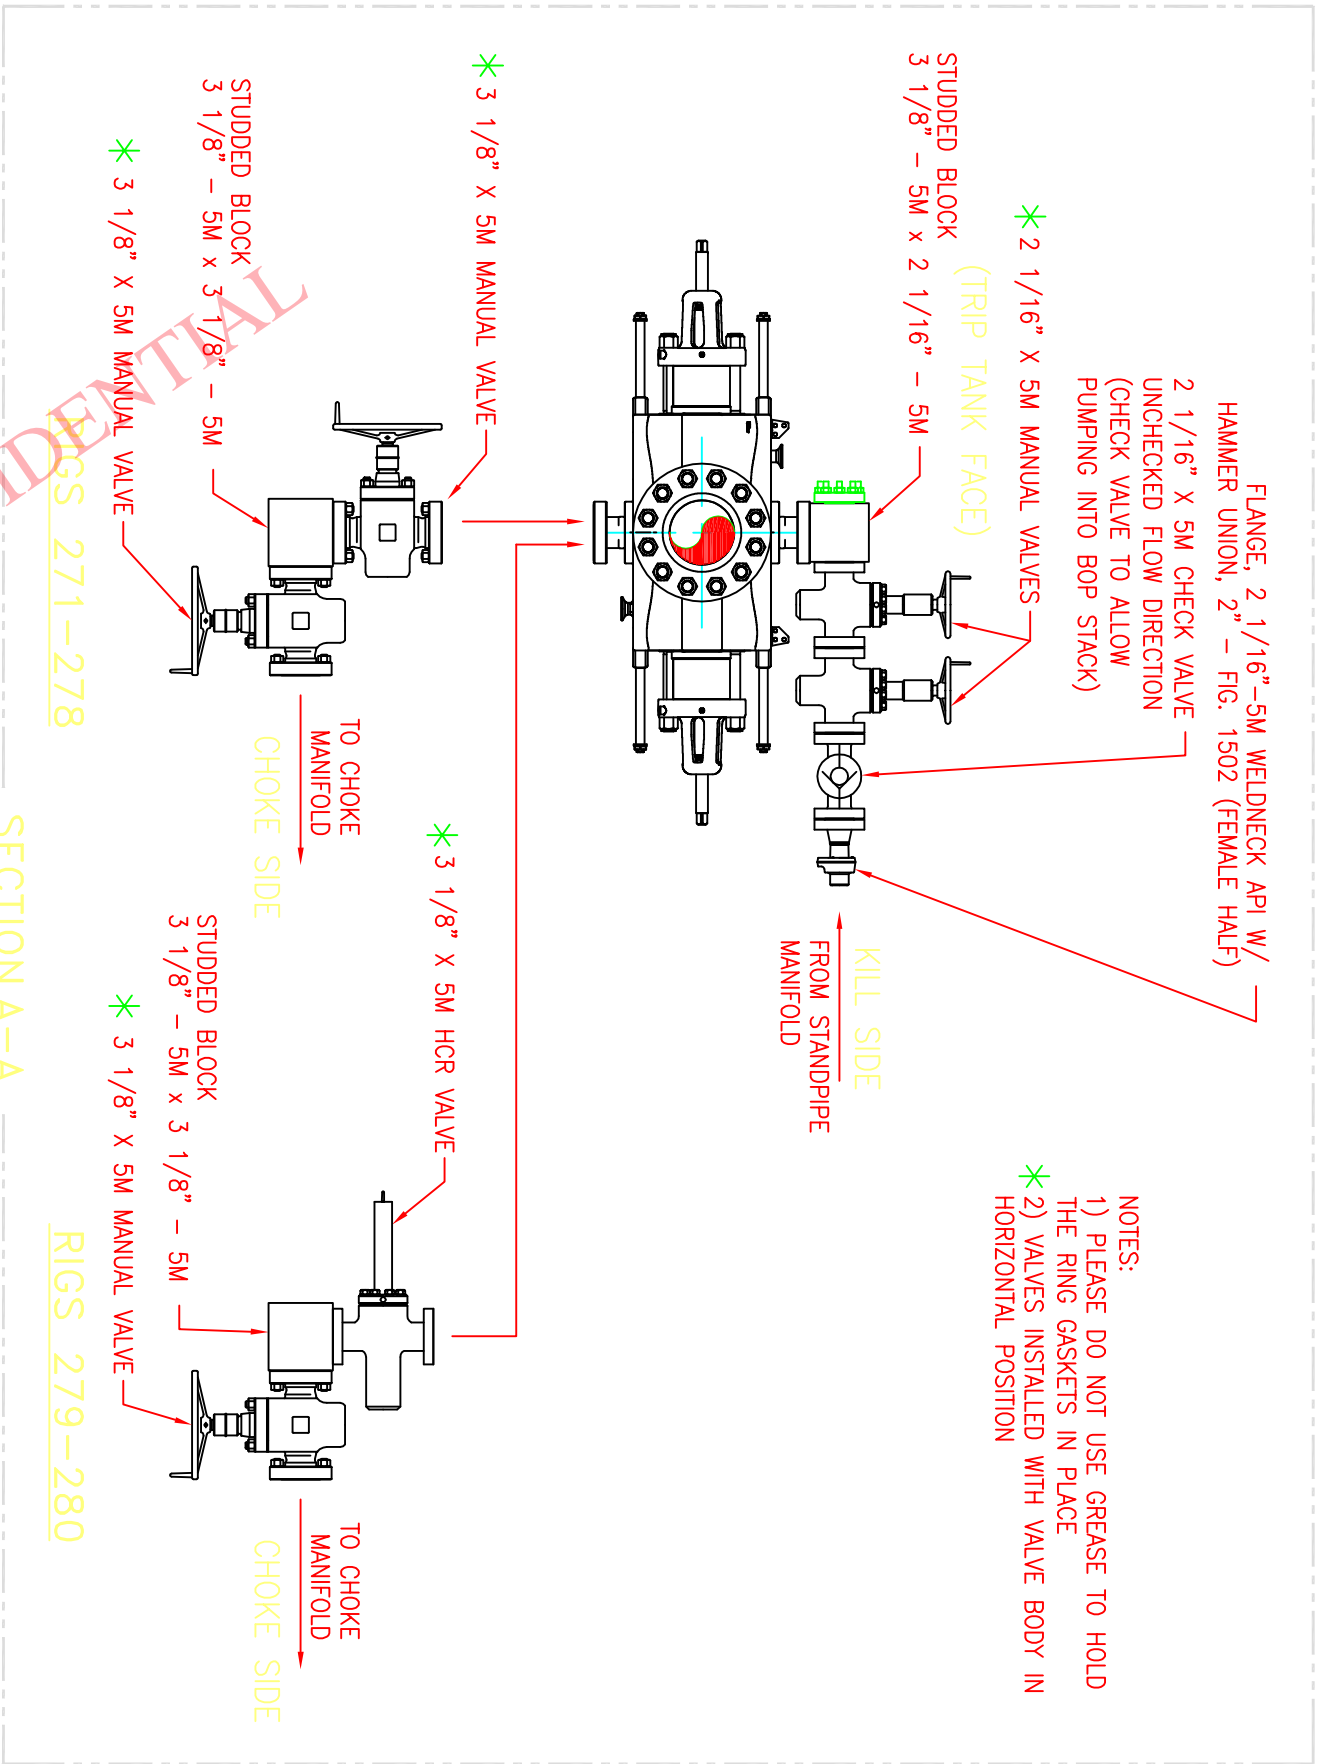 FLANGE, 2 1/16"-5M WELDNECK API W/
HAMMER UNION, 2" - FIG. 1502 (FEMALE HALF)
2 1/16" X 5M CHECK VALVE
UNCHECKED FLOW DIRECTION
(CHECK VALVE TO ALLOW
PUMPING INTO BOP STACK)
* 2 1/16" X 5M MANUAL VALVES
(TRIP TANK FACE)
STUDDED BLOCK
3 1/8" - 5M x 2 1/16" - 5M
KILL SIDE
FROM STANDPIPE
MANIFOLD
NOTES:
1) PLEASE DO NOT USE GREASE TO HOLD
THE RING GASKETS IN PLACE
* 2) VALVES INSTALLED WITH VALVE BODY IN
HORIZONTAL POSITION
* 3 1/8" X 5M MANUAL VALVE
STUDDED BLOCK
3 1/8" - 5M x 3 1/8" - 5M
* 3 1/8" X 5M MANUAL VALVE
TO CHOKE
MANIFOLD
CHOKE SIDE
RIGS 271-278
* 3 1/8" X 5M HCR VALVE
STUDDED BLOCK
3 1/8" - 5M x 3 1/8" - 5M
* 3 1/8" X 5M MANUAL VALVE
TO CHOKE
MANIFOLD
CHOKE SIDE
RIGS 279-280
SECTION A-A
IDENTIAL